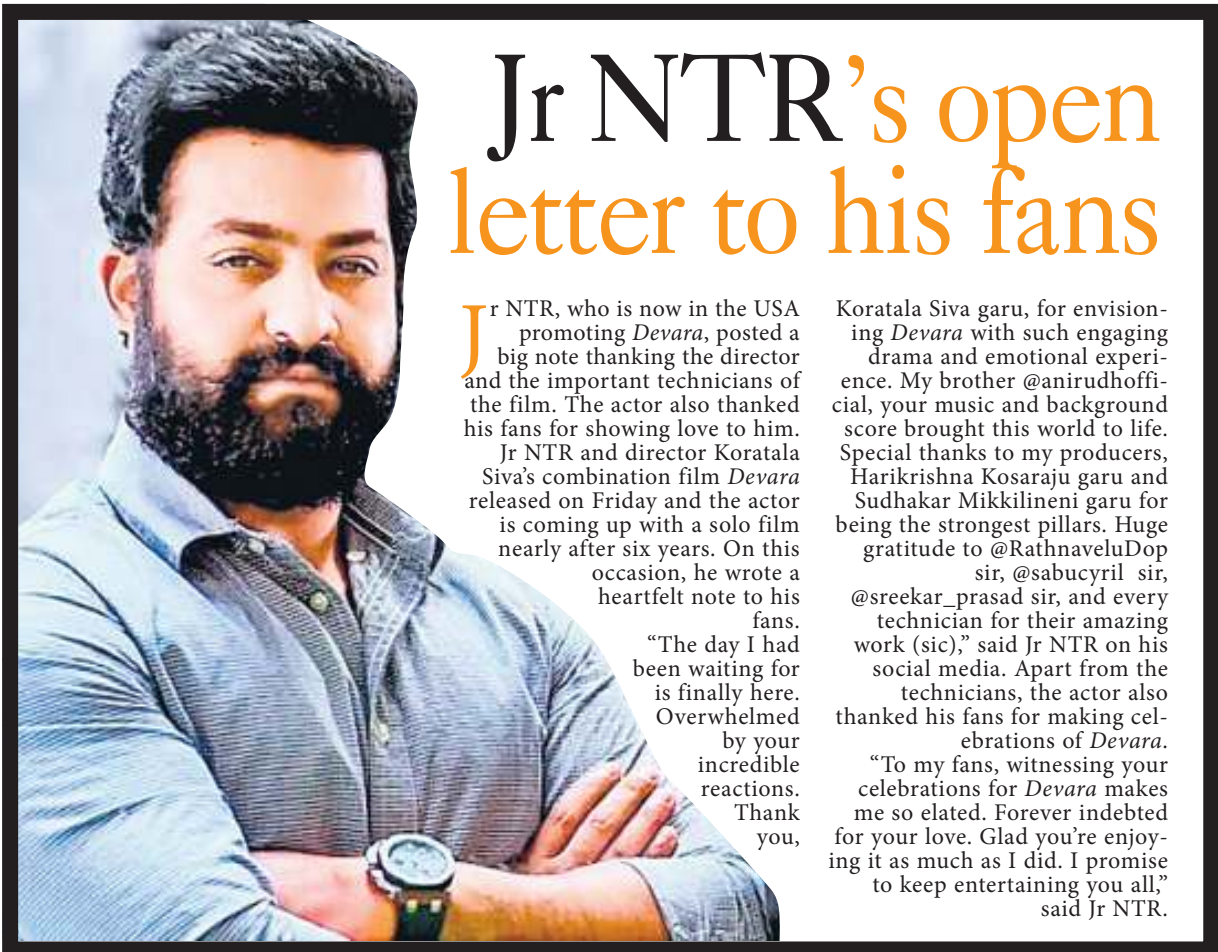 Jr NTR's open
letter to his fans
Jr NTR, who is now in the USA
promoting Devara, posted a
big note thanking the director
and the important technicians of
the film. The actor also thanked
his fans for showing love to him.
Jr NTR and director Koratala
Siva's combination film Devara
released on Friday and the actor
is coming up with a solo film
nearly after six years. On this
occasion, he wrote a
heartfelt note to his
fans.
“The day I had
been waiting for
is finally here.
Overwhelmed
by your
incredible
reactions.
Thank
you,
Koratala Siva garu, for envision-
ing Devara with such engaging
drama and emotional experi-
ence. My brother @anirudhoffi-
cial, your music and background
score brought this world to life.
Special thanks to my producers,
Harikrishna Kosaraju garu and
Sudhakar Mikkilineni garu for
being the strongest pillars. Huge
gratitude to @RathnaveluDop
sir, @sabucyril sir,
@sreekar_prasad sir, and every
technician for their amazing
work (sic),” said Jr NTR on his
social media. Apart from the
technicians, the actor also
thanked his fans for making cel-
ebrations of Devara.
“To my fans, witnessing your
celebrations for Devara makes
me so elated. Forever indebted
for your love. Glad you're enjoy-
ing it as much as I did. I promise
to keep entertaining you all,”
said Jr NTR.